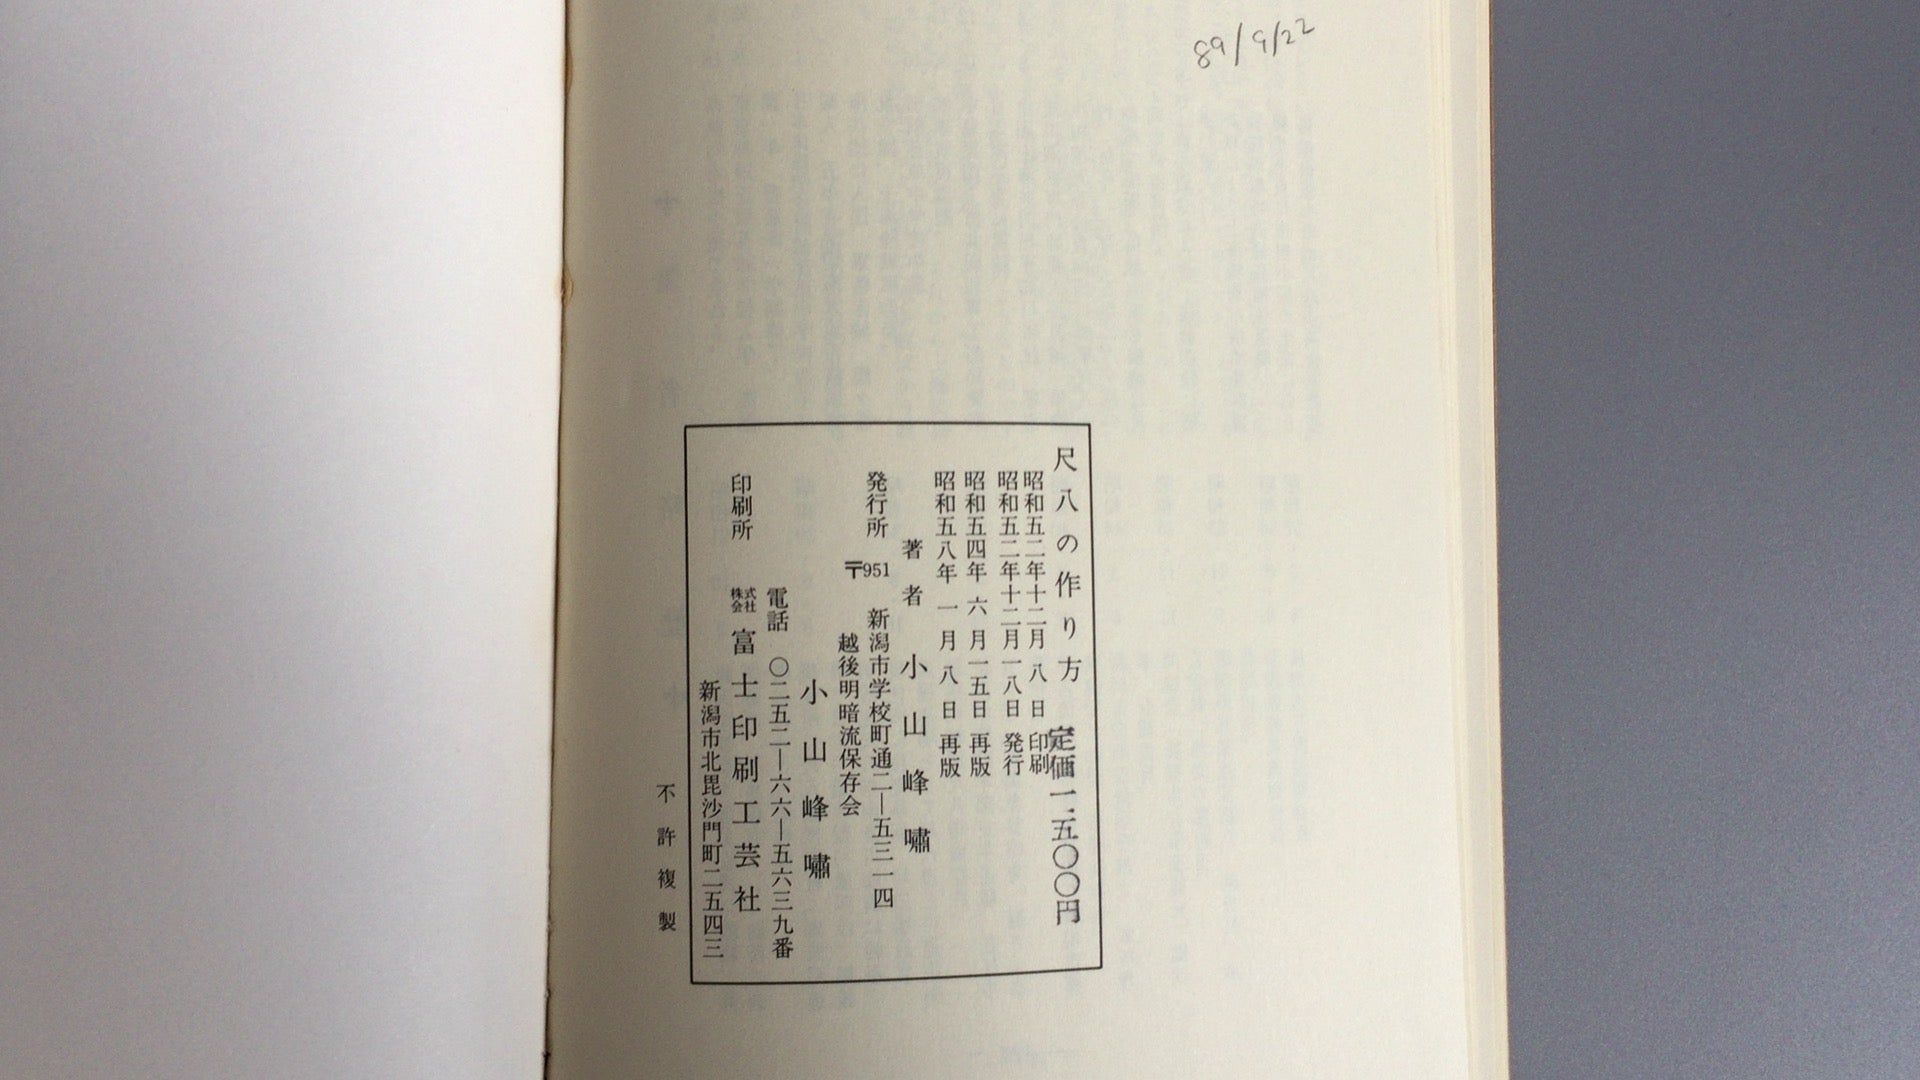 89/9/22
尺八の作り方　定価一、五〇〇円
昭和五二年十二月八日　印刷
昭和五二年十二月一八日　発行
昭和五四年六月一五日　再版
昭和五八年一月八日　再版
著者　小山峰嘯
発行所　〒951　新潟市学校町通二―五三一四
越後明暗流保存会
小山峰嘯
電話　〇二五二―六六―五六三九番
印刷所　株式会社　富士印刷工芸社
新潟市北毘沙門町二五四三
不許複製